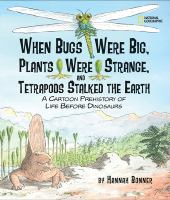 NATIONAL GEOGRAPHIC
WHEN BUGS WERE BIG,
PLANTS WERE STRANGE,
AND
TETRAPODS STALKED THE EARTH
A CARTOON PREHISTORY OF
LIFE BEFORE DINOSAURS
BY HANNAH BONNER